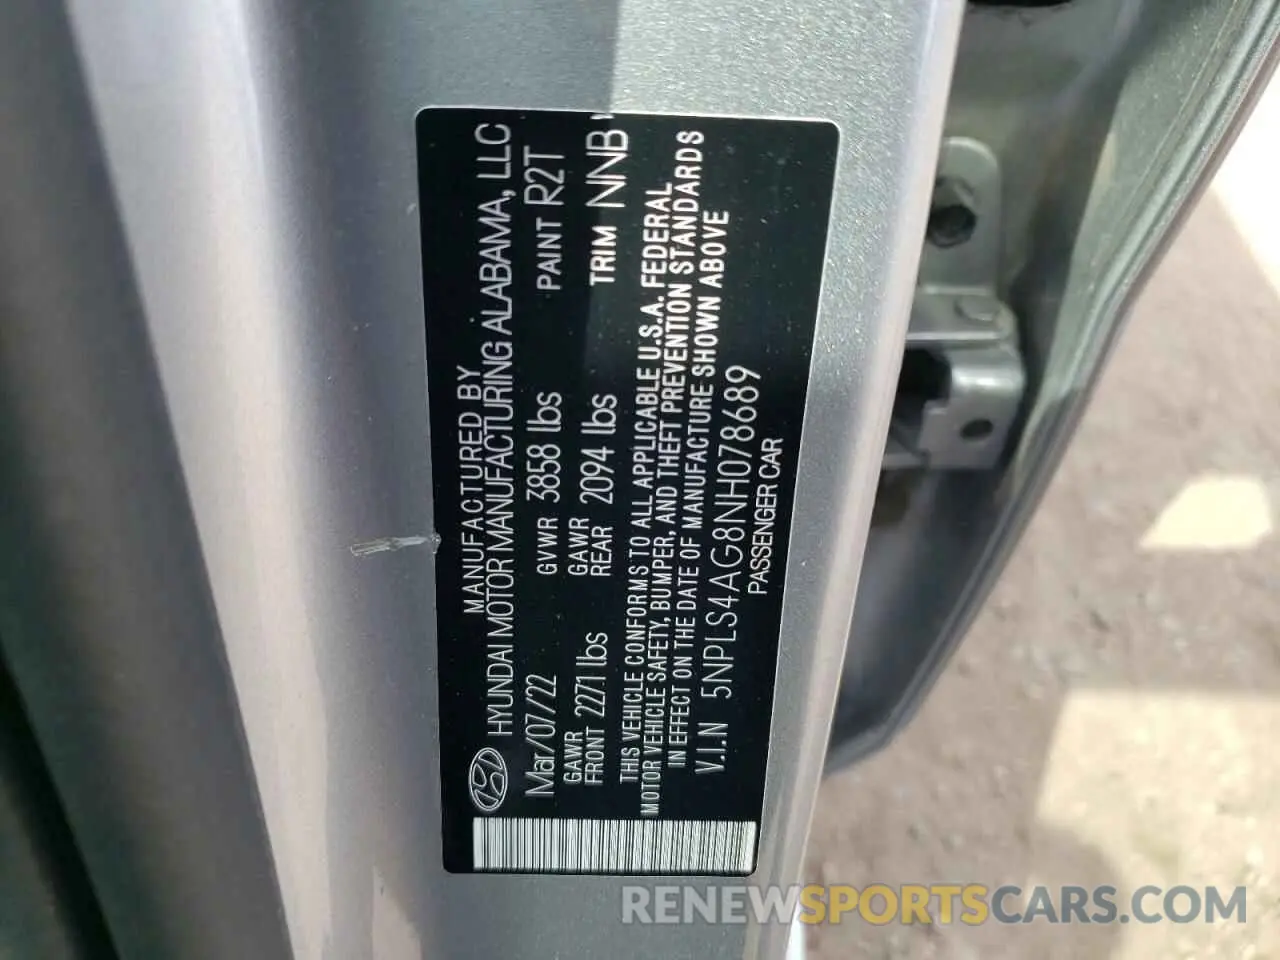 MANUFACTURED BY
HYUNDAI MOTOR MANUFACTURING ALABAMA, LLC
Mar/07/22 GVWR 3858 lbs PAINT R2T
GAWR FRONT 2271 lbs GAWR REAR 2094 lbs TRIM NNB
THIS VEHICLE CONFORMS TO ALL APPLICABLE U.S.A. FEDERAL
MOTOR VEHICLE SAFETY, BUMPER, AND THEFT PREVENTION STANDARDS
IN EFFECT ON THE DATE OF MANUFACTURE SHOWN ABOVE
V.I.N 5NPLS4AG8NH078689
PASSENGER CAR
RENEWSPORTSCARS.COM